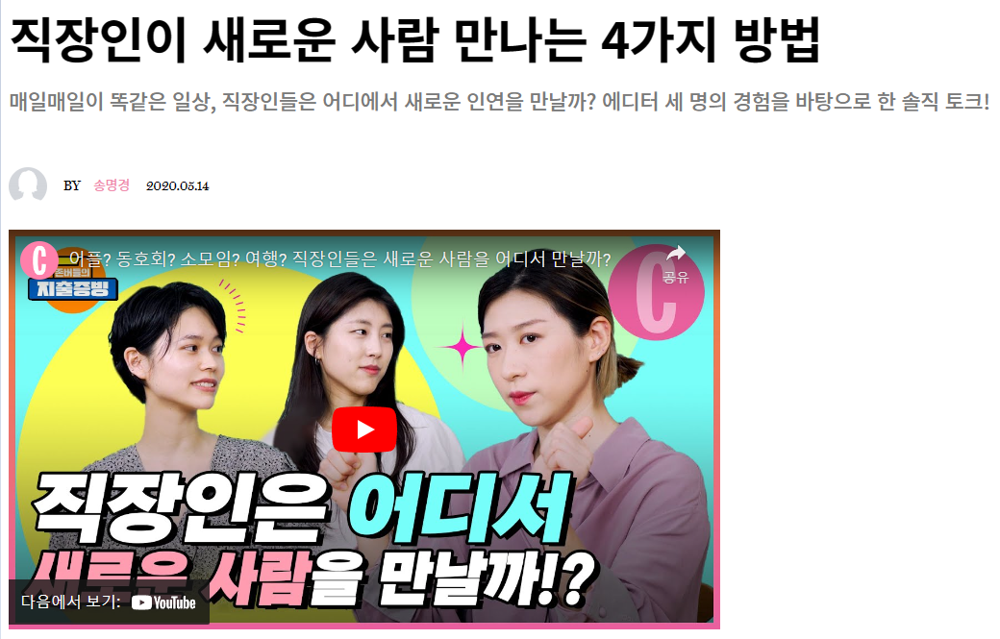 직장인이 새로운 사람 만나는 4가지 방법
매일매일이 똑같은 일상, 직장인들은 어디에서 새로운 인연을 만날까? 에디터 세 명의 경험을 바탕으로 한 솔직 토크!
BY 송명경 2020.05.14
C
어플? 동호회? 소모임? 여행? 직장인들은 새로운 사람을 어디서 만날까?
존버들의
지출증빙
공유
C
직장인은 어디서
새로운 사람을 만날까!?
다음에서 보기: YouTube